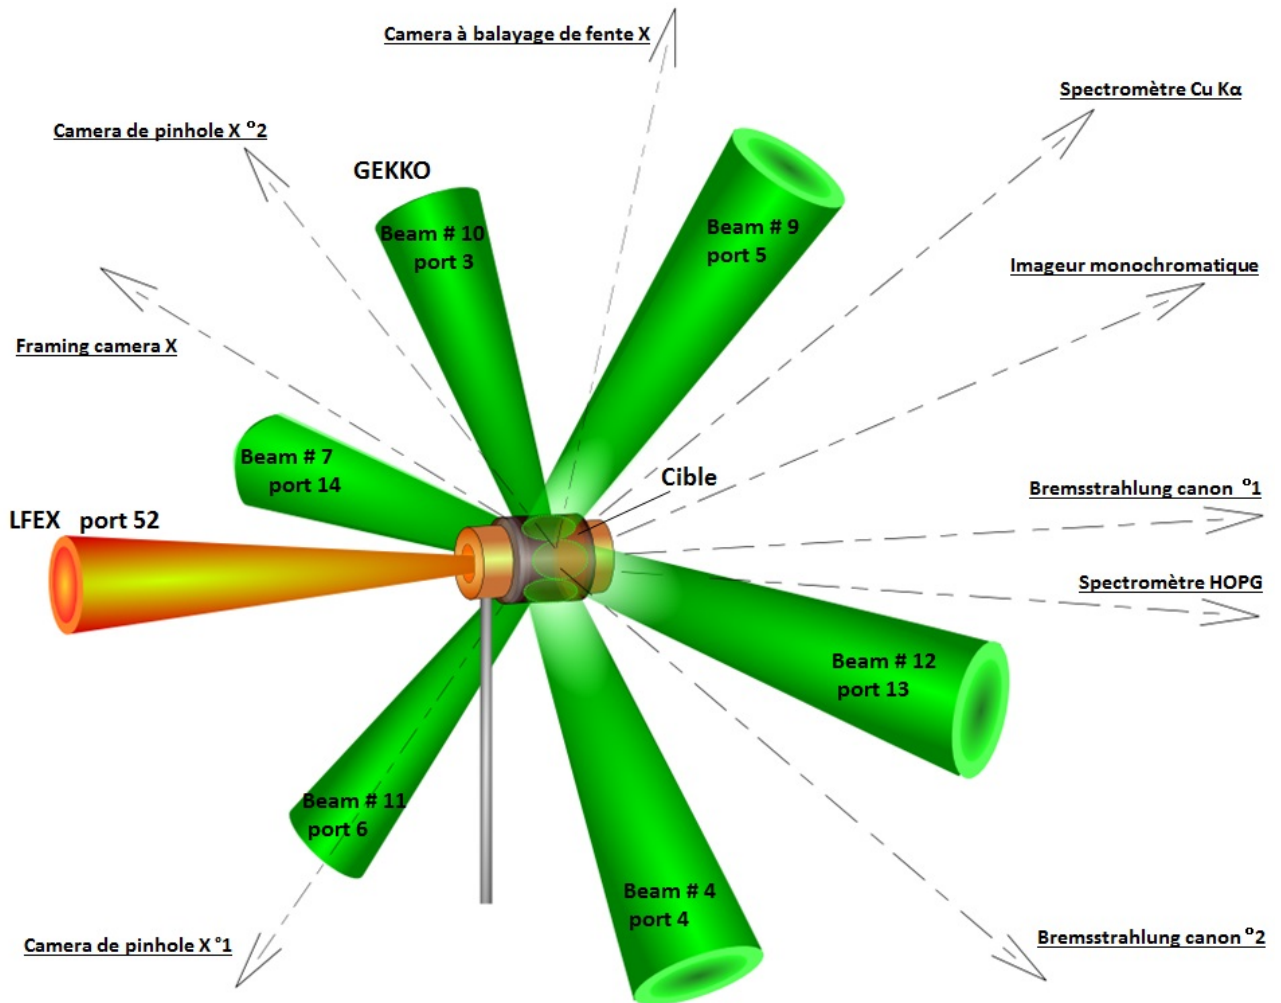 Camera à balayage de fente X
Spectromètre Cu Kα
Camera de pinhole X °2
GEKKO
Beam # 10
port 3
Beam # 9
port 5
Imageur monochromatique
Framing camera X
Beam # 7
port 14
Cible
Bremsstrahlung canon °1
LFEX port 52
Spectromètre HOPG
Beam # 12
port 13
Beam # 11
port 6
Beam # 4
port 4
Camera de pinhole X °1
Bremsstrahlung canon °2